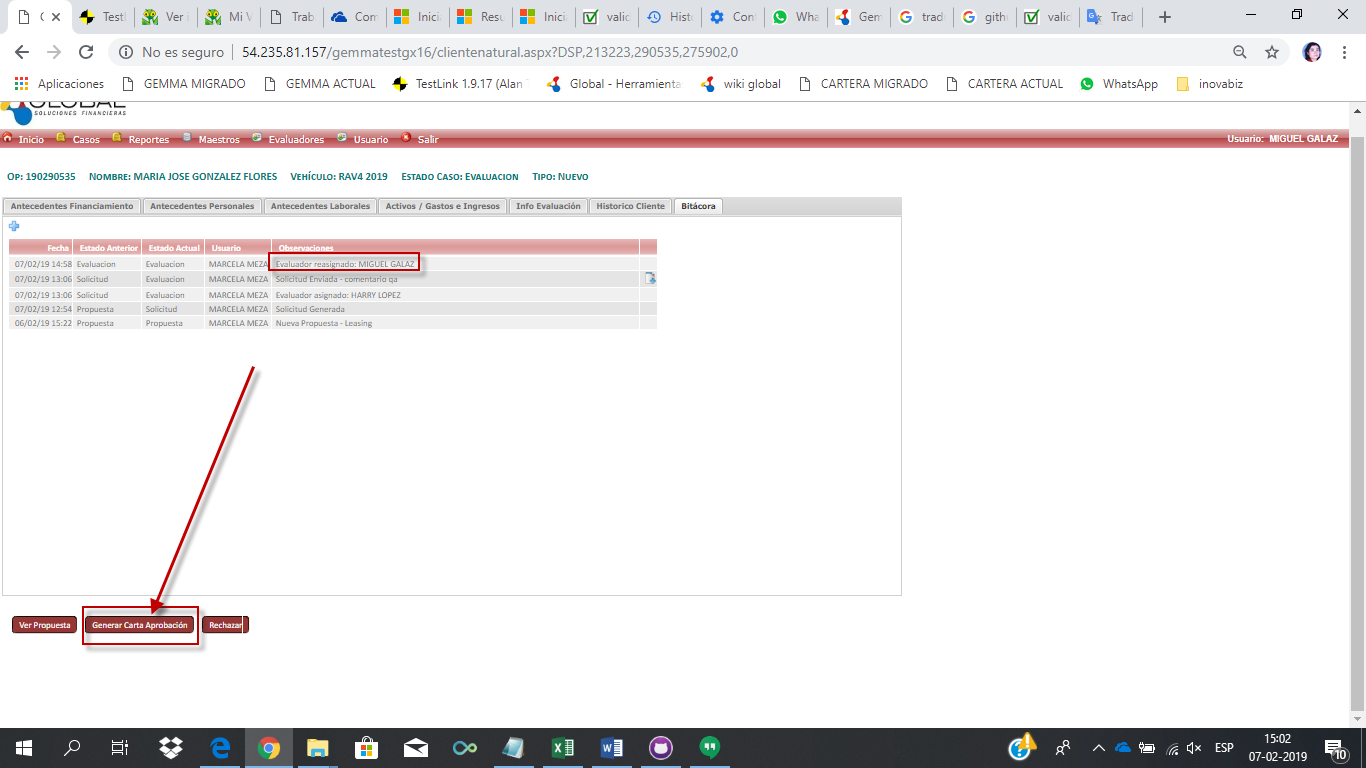 Test
Ver i
Mi V
Trab
Com
Inicia
Resu
Inicia
valid
Histo
Conf
Wha
Gem
trad
gith
valid
Trad
No es seguro | 54.235.81.157/gemmatestgx16/clientenatural.aspx?DSP,213223,290535,275902,0
Aplicaciones GEMMA MIGRADO GEMMA ACTUAL TestLink 1.9.17 (Alan Global - Herramienta wiki global CARTERA MIGRADO CARTERA ACTUAL WhatsApp inovabiz
GLOBAL
SOLUCIONES FINANCIERAS
Inicio Casos Reportes Maestros Evaluadores Usuario Salir Usuario: MIGUEL GALAZ
Op: 190290535 Nombre: MARIA JOSE GONZALEZ FLORES Vehículo: RAV4 2019 Estado Caso: Evaluacion Tipo: Nuevo
Antecedentes Financiamiento Antecedentes Personales Antecedentes Laborales Activos / Gastos e Ingresos Info Evaluación Historico Cliente Bitácora
Fecha Estado Anterior Estado Actual Usuario Observaciones
07/02/19 14:58 Evaluacion Evaluacion MARCELA MEZA Evaluador reasignado: MIGUEL GALAZ
07/02/19 13:06 Solicitud Evaluacion MARCELA MEZA Solicitud Enviada - comentario qa
07/02/19 13:06 Solicitud Evaluacion MARCELA MEZA Evaluador asignado: HARRY LOPEZ
07/02/19 12:54 Propuesta Solicitud MARCELA MEZA Solicitud Generada
06/02/19 15:22 Propuesta Propuesta MARCELA MEZA Nueva Propuesta - Leasing
Ver Propuesta Generar Carta Aprobación Rechazar
ESP
15:02
07-02-2019
10